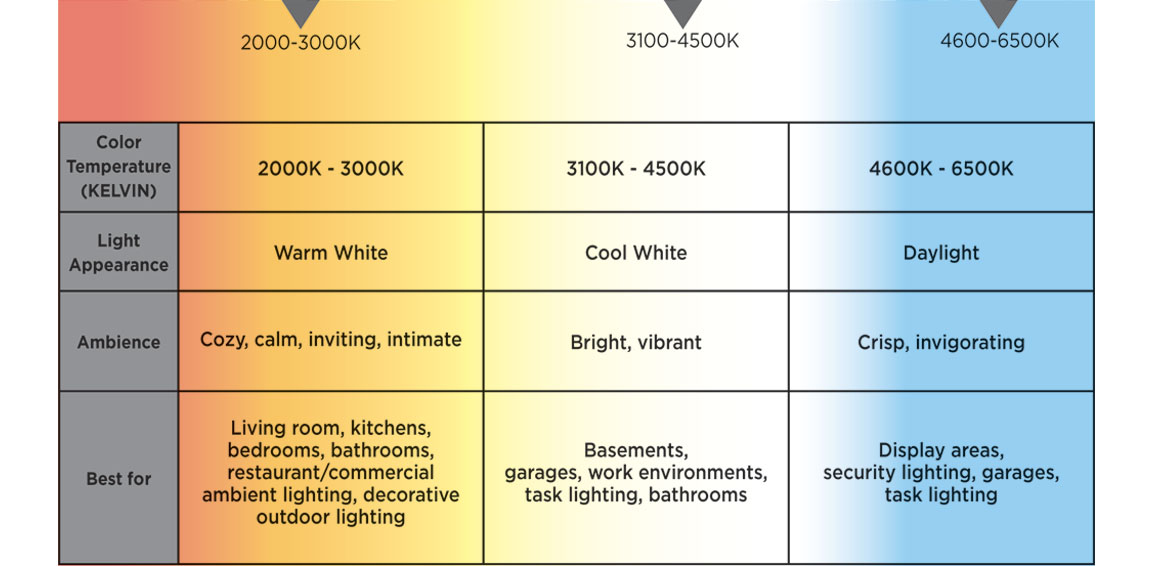 2000-3000K
3100-4500K
4600-6500K
Color
Temperature
(KELVIN)
2000K - 3000K
3100K - 4500K
4600K - 6500K
Light
Appearance
Warm White
Cool White
Daylight
Ambience
Cozy, calm, inviting, intimate
Bright, vibrant
Crisp, invigorating
Best for
Living room, kitchens,
bedrooms, bathrooms,
restaurant/commercial
ambient lighting, decorative
outdoor lighting
Basements,
garages, work environments,
task lighting, bathrooms
Display areas,
security lighting, garages,
task lighting